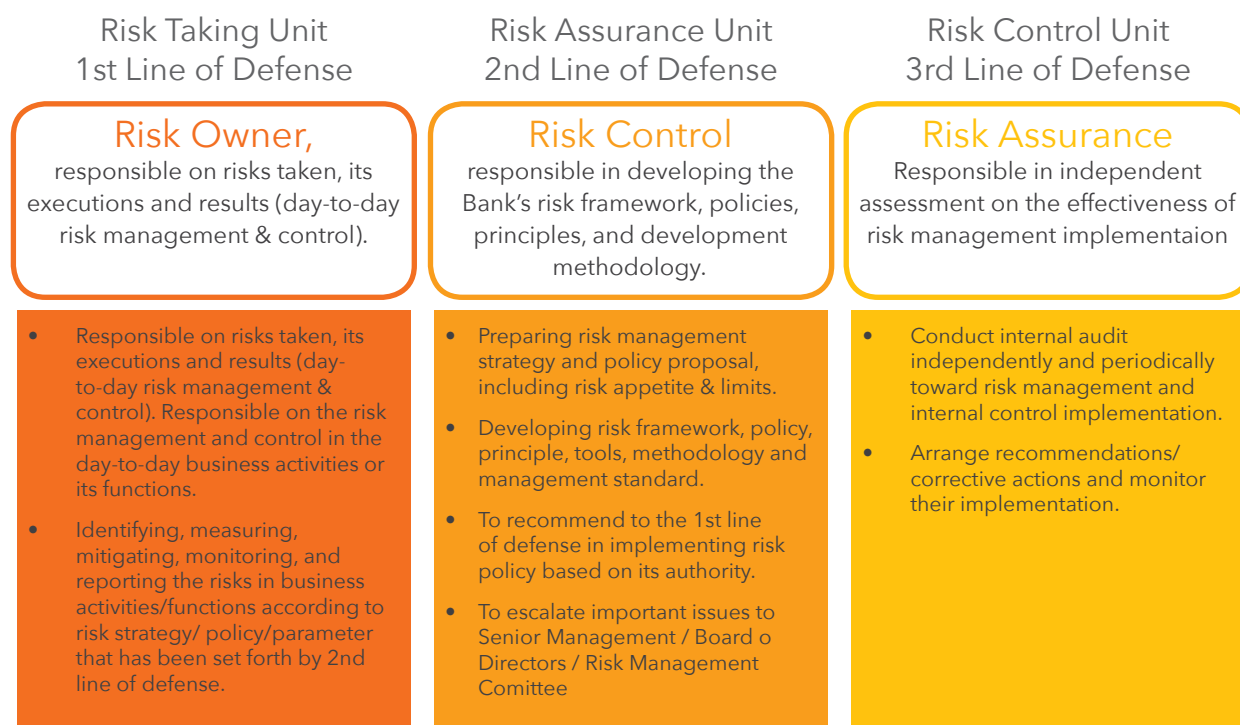 Risk Taking Unit
1st Line of Defense
Risk Owner,
responsible on risks taken, its
executions and results (day-to-day
risk management & control).
• Responsible on risks taken, its
executions and results (day-
to-day risk management &
control). Responsible on the risk
management and control in the
day-to-day business activities or
its functions.
• Identifying, measuring,
mitigating, monitoring, and
reporting the risks in business
activities/functions according to
risk strategy/ policy/parameter
that has been set forth by 2nd
line of defense.
Risk Assurance Unit
2nd Line of Defense
Risk Control
responsible in developing the
Bank's risk framework, policies,
principles, and development
methodology.
• Preparing risk management
strategy and policy proposal,
including risk appetite & limits.
• Developing risk framework, policy,
principle, tools, methodology and
management standard.
• To recommend to the 1st line
of defense in implementing risk
policy based on its authority.
• To escalate important issues to
Senior Management / Board o
Directors / Risk Management
Comittee
Risk Control Unit
3rd Line of Defense
Risk Assurance
Responsible in independent
assessment on the effectiveness of
risk management implementaion
• Conduct internal audit
independently and periodically
toward risk management and
internal control implementation.
• Arrange recommendations/
corrective actions and monitor
their implementation.